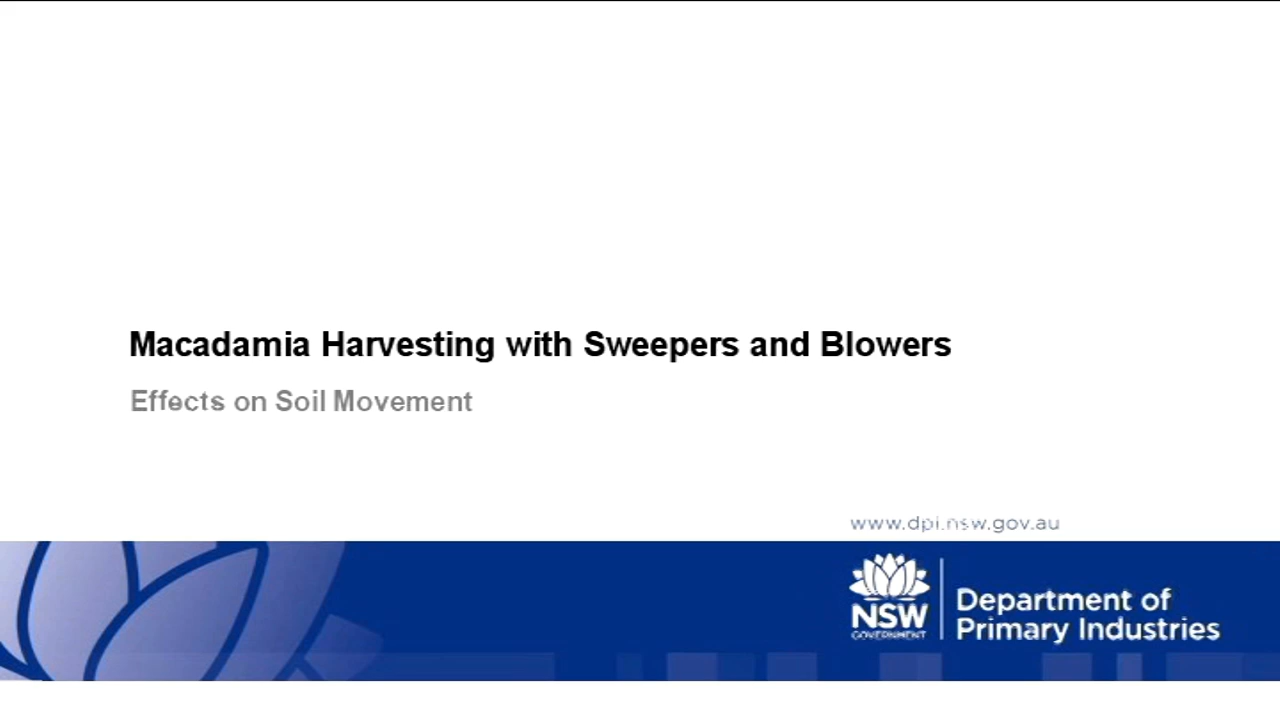 Macadamia Harvesting with Sweepers and Blowers
Effects on Soil Movement
www.dpi.nsw.gov.au
NSW
GOVERNMENT
Department of
Primary Industries